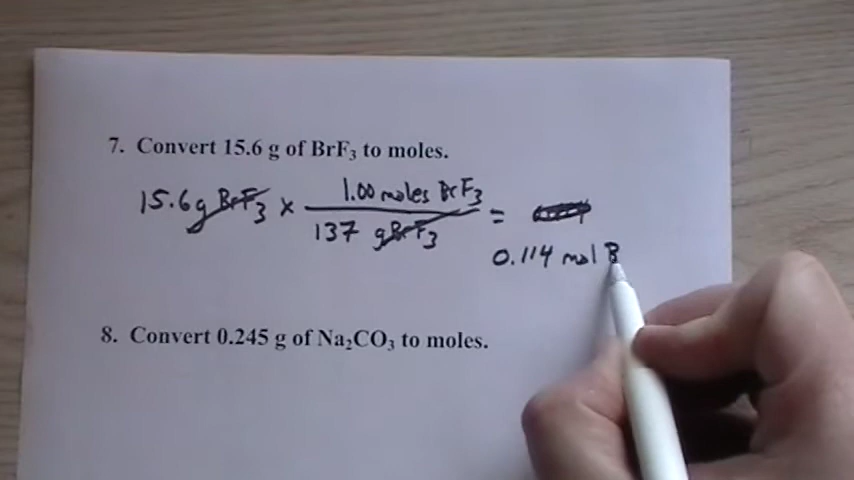 7. Convert 15.6 g of BrF₃ to moles.
1.00 moles BrF₃
15.6 g BrF₃ x =
137 g BrF₃
0.114 mol B
8. Convert 0.245 g of Na₂CO₃ to moles.